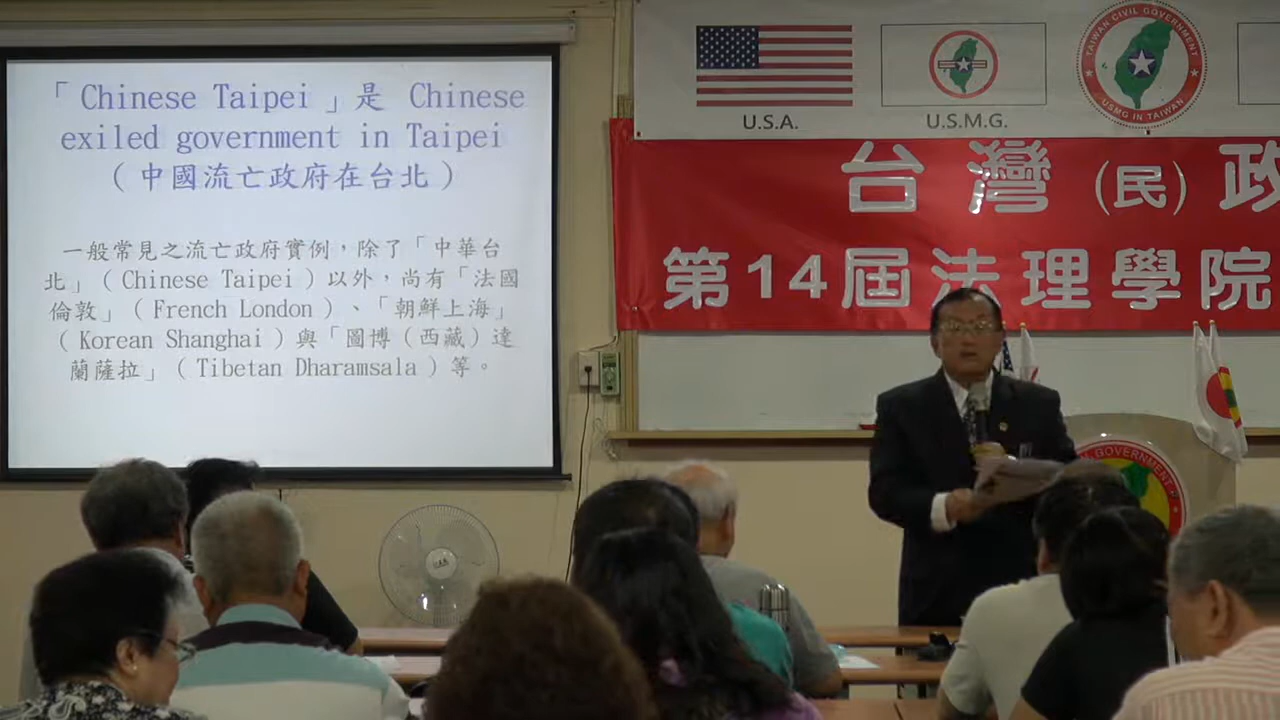 「Chinese Taipei」是 Chinese
exiled government in Taipei
(中國流亡政府在台北)
一般常見之流亡政府實例，除了「中華台
北」(Chinese Taipei)以外，尚有「法國
倫敦」(French London)、「朝鮮上海」
(Korean Shanghai)與「圖博(西藏)達
蘭薩拉」(Tibetan Dharamsala)等。
U.S.A.
U.S.M.G.
TAIWAN CIVIL GOVERNMENT
USMG IN TAIWAN
台灣(民)政
第14屆法理學院
GOVERNMENT